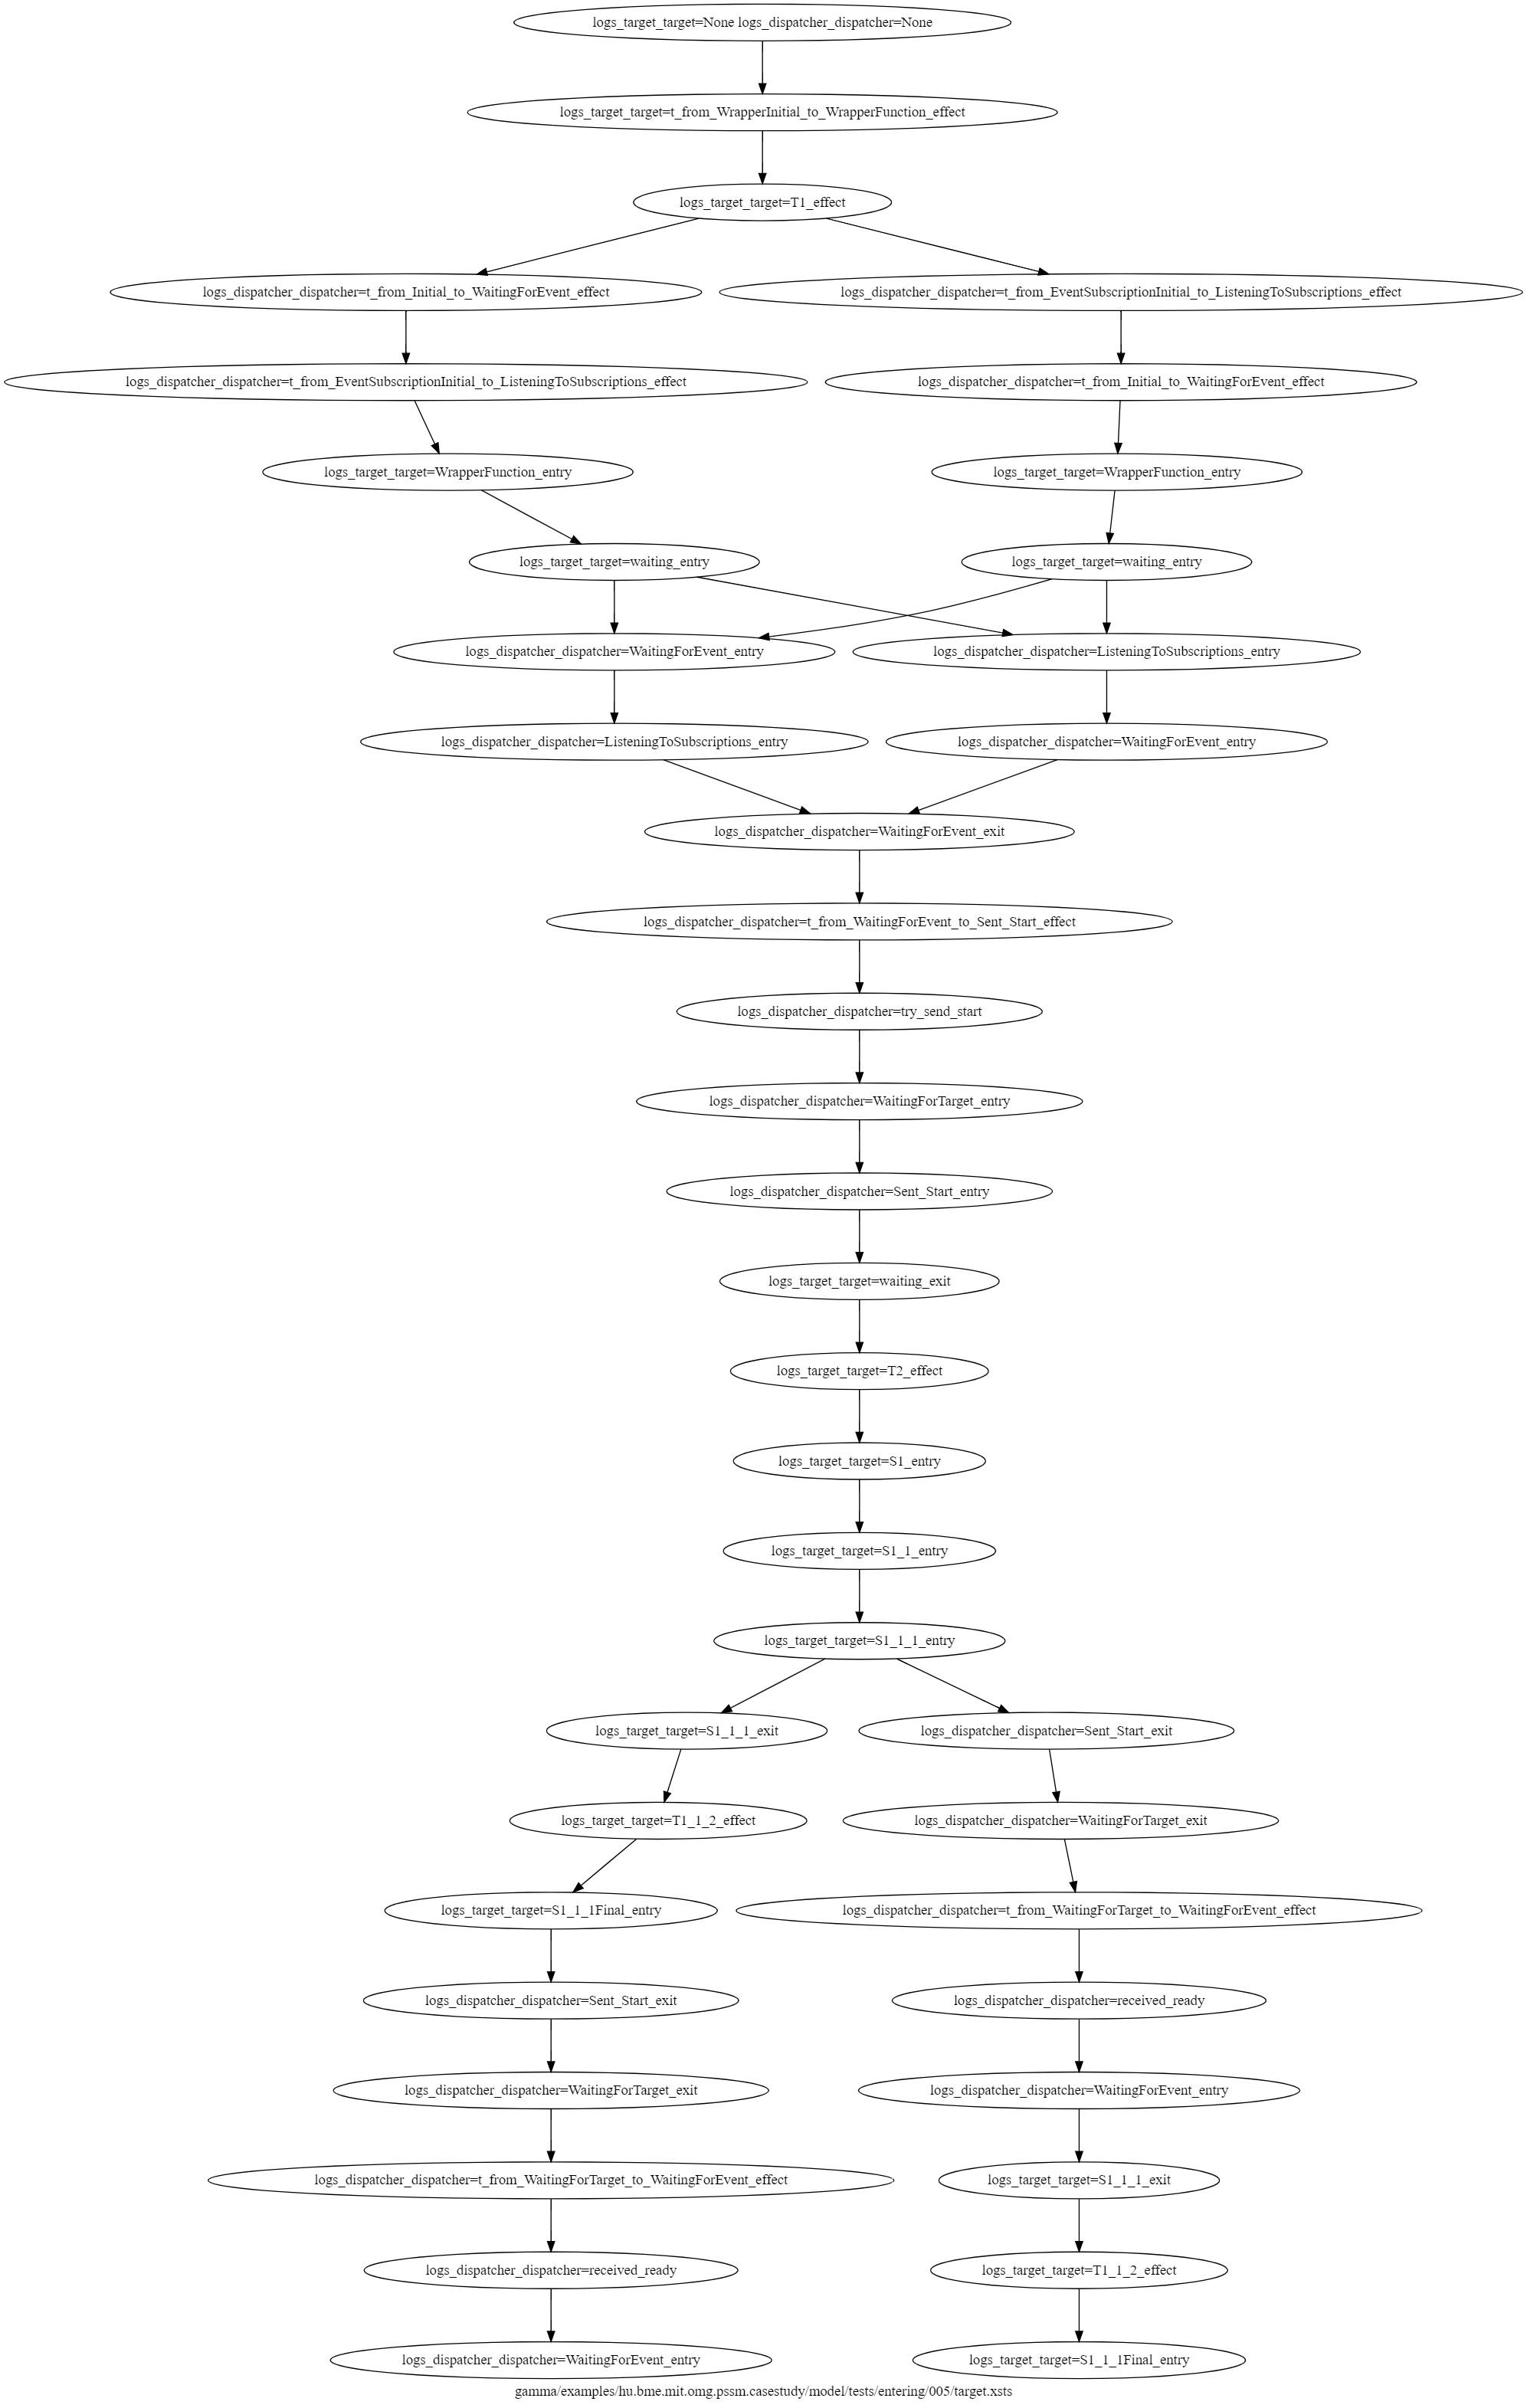 logs_target_target=None logs_dispatcher_dispatcher=None
logs_target_target=t_from_WrapperInitial_to_WrapperFunction_effect
logs_target_target=T1_effect
logs_dispatcher_dispatcher=t_from_Initial_to_WaitingForEvent_effect
logs_dispatcher_dispatcher=t_from_EventSubscriptionInitial_to_ListeningToSubscriptions_effect
logs_dispatcher_dispatcher=t_from_EventSubscriptionInitial_to_ListeningToSubscriptions_effect
logs_dispatcher_dispatcher=t_from_Initial_to_WaitingForEvent_effect
logs_target_target=WrapperFunction_entry
logs_target_target=WrapperFunction_entry
logs_target_target=waiting_entry
logs_target_target=waiting_entry
logs_dispatcher_dispatcher=WaitingForEvent_entry
logs_dispatcher_dispatcher=ListeningToSubscriptions_entry
logs_dispatcher_dispatcher=ListeningToSubscriptions_entry
logs_dispatcher_dispatcher=WaitingForEvent_entry
logs_dispatcher_dispatcher=WaitingForEvent_exit
logs_dispatcher_dispatcher=t_from_WaitingForEvent_to_Sent_Start_effect
logs_dispatcher_dispatcher=try_send_start
logs_dispatcher_dispatcher=WaitingForTarget_entry
logs_dispatcher_dispatcher=Sent_Start_entry
logs_target_target=waiting_exit
logs_target_target=T2_effect
logs_target_target=S1_entry
logs_target_target=S1_1_entry
logs_target_target=S1_1_1_entry
logs_target_target=S1_1_1_exit
logs_dispatcher_dispatcher=Sent_Start_exit
logs_target_target=T1_1_2_effect
logs_dispatcher_dispatcher=WaitingForTarget_exit
logs_target_target=S1_1_1Final_entry
logs_dispatcher_dispatcher=t_from_WaitingForTarget_to_WaitingForEvent_effect
logs_dispatcher_dispatcher=Sent_Start_exit
logs_dispatcher_dispatcher=received_ready
logs_dispatcher_dispatcher=WaitingForTarget_exit
logs_dispatcher_dispatcher=WaitingForEvent_entry
logs_dispatcher_dispatcher=t_from_WaitingForTarget_to_WaitingForEvent_effect
logs_target_target=S1_1_1_exit
logs_dispatcher_dispatcher=received_ready
logs_target_target=T1_1_2_effect
logs_dispatcher_dispatcher=WaitingForEvent_entry
logs_target_target=S1_1_1Final_entry
gamma/examples/hu.bme.mit.omg.pssm.casestudy/model/tests/entering/005/target.xsts